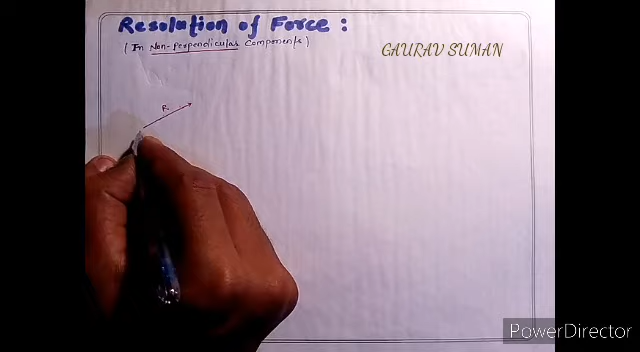 Resolution of Force :
( In Non-perpendicular Components )
GAURAV SUMAN
R
PowerDirector